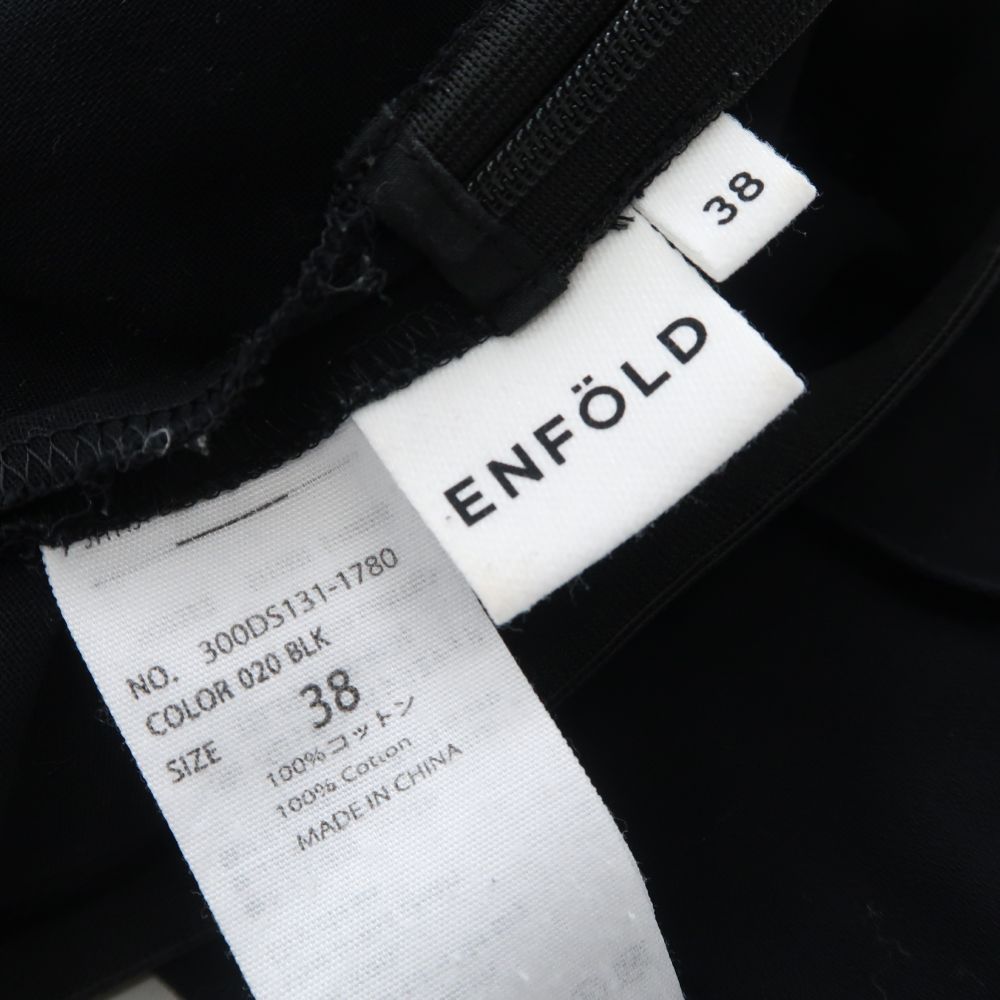 38
ENFÖLD
NO. 300DS131-1780
COLOR 020 BLK
SIZE 38
100%コットン
100% Cotton
MADE IN CHINA